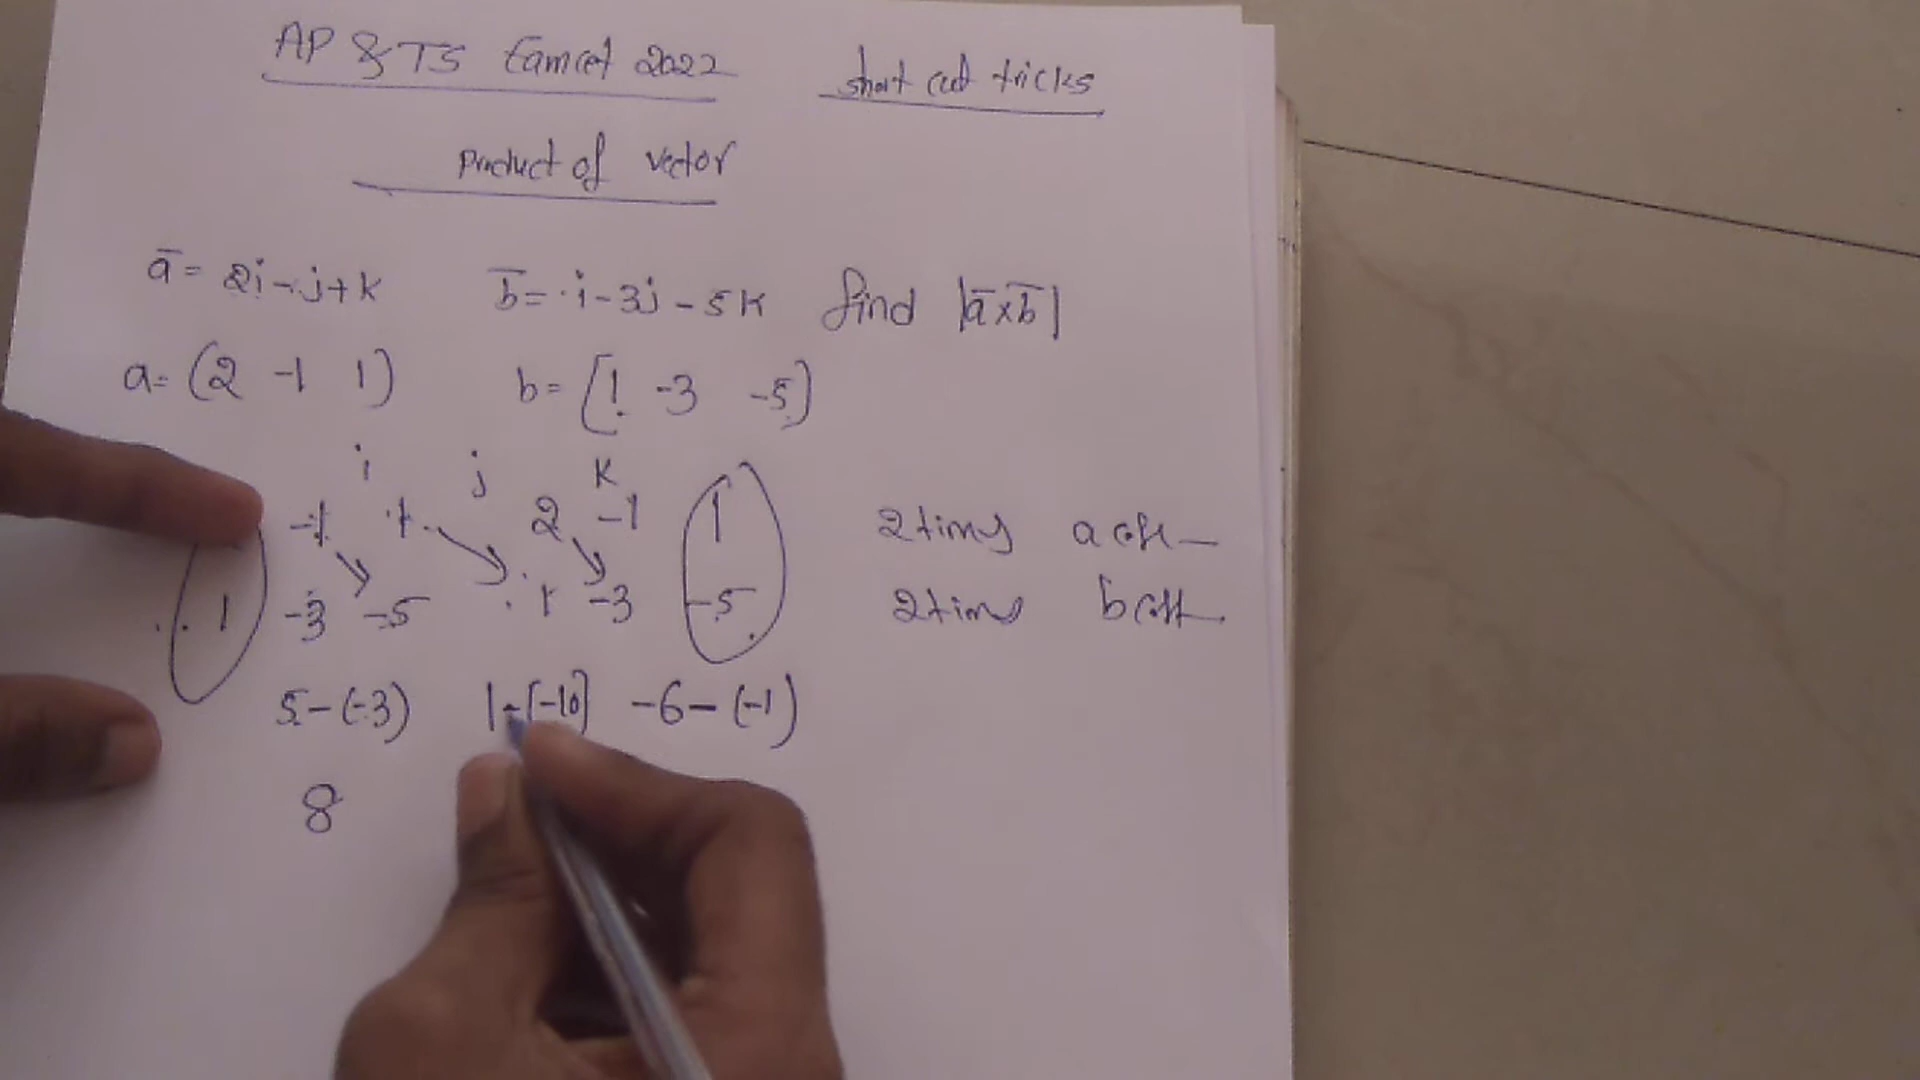 AP & TS Eamcet 2022 short cut tricks
product of vector
a̅ = 2i - j + k b̅ = i - 3j - 5k find |a̅ x b̅|
a = (2 -1 1) b = [1 -3 -5)
i j k
-1 1 2 -1 1 2 times a coff
1 -3 -5 1 -3 -5 2 times b coff
5 - (-3) 1 - [-10] -6 - (-1)
8